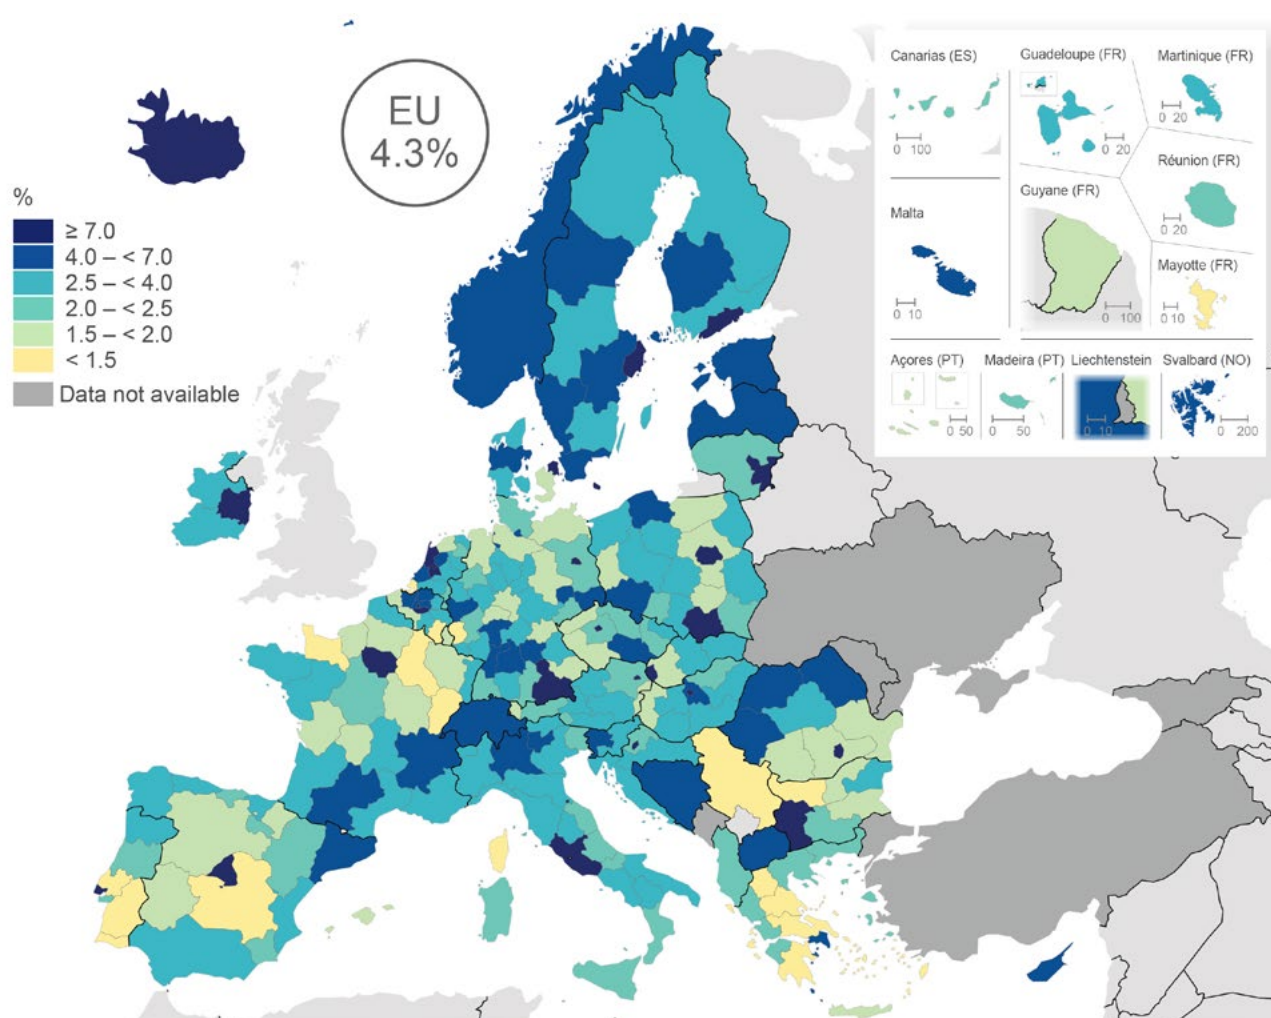 EU
4.3%
%
≥ 7.0
4.0 – < 7.0
2.5 – < 4.0
2.0 – < 2.5
1.5 – < 2.0
< 1.5
Data not available
Canarias (ES)
0 100
Guadeloupe (FR)
0 20
Martinique (FR)
0 20
Réunion (FR)
0 20
Guyane (FR)
0 100
Mayotte (FR)
0 10
Malta
0 10
Açores (PT)
0 50
Madeira (PT)
0 50
Liechtenstein
0 10
Svalbard (NO)
0 200